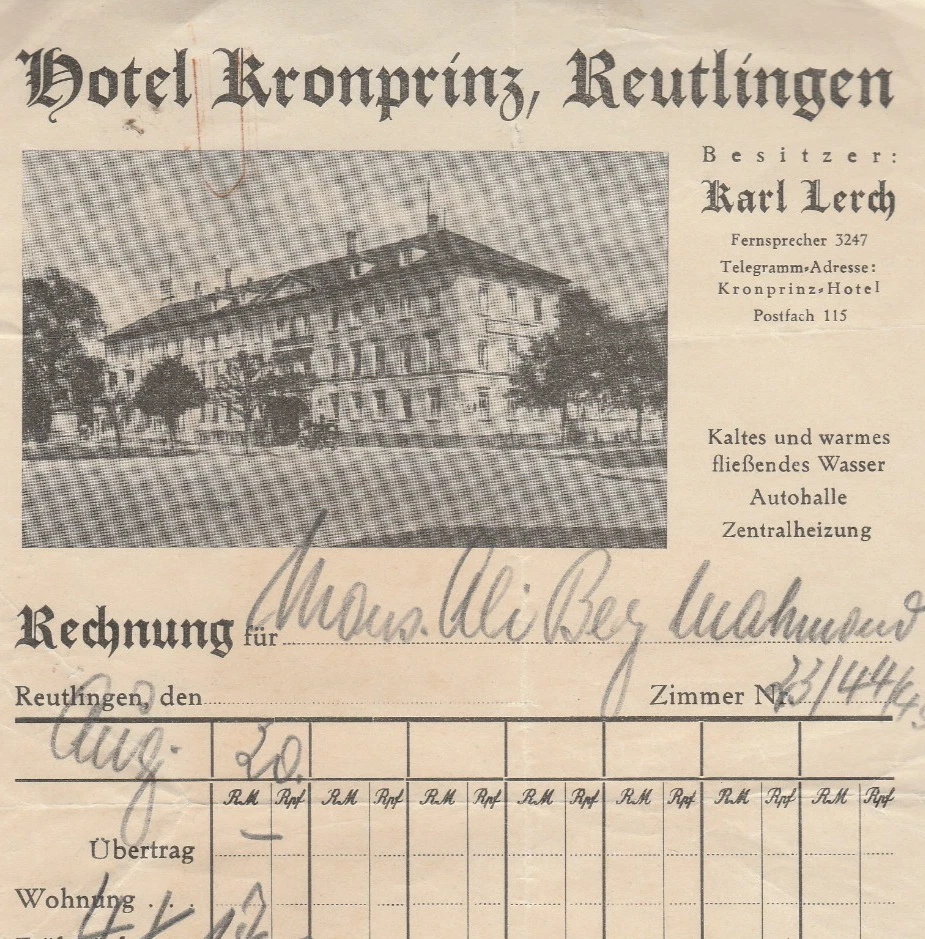 Hotel Kronprinz, Reutlingen
Besitzer:
Karl Lerch
Fernsprecher 3247
Telegramm-Adresse:
Kronprinz-Hotel
Postfach 115
Kaltes und warmes
fließendes Wasser
Autohalle
Zentralheizung
Rechnung für Mons. Ali Bey Mahmoud
Reutlingen, den Zimmer Nr.
Aug. 20.
RM Rpf RM Rpf RM Rpf RM Rpf RM Rpf RM Rpf RM Rpf
Übertrag –
Wohnung . . .